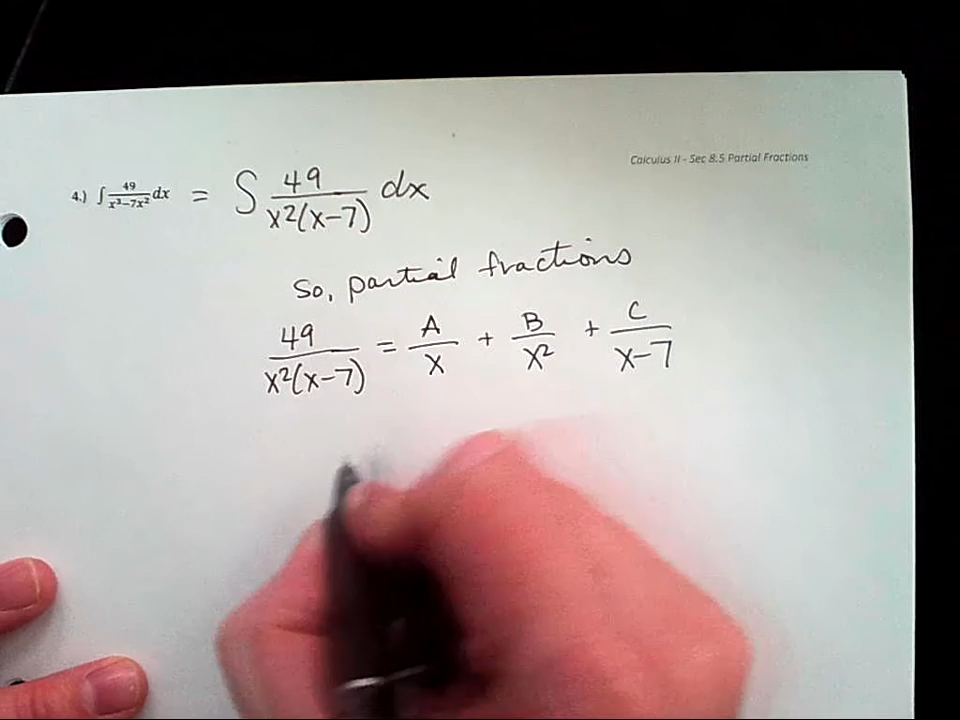 Calculus II - Sec 8.5 Partial Fractions
4.) ∫ 49/(x³−7x²) dx = ∫ 49/(x²(x−7)) dx
So, partial fractions
49/(x²(x−7)) = A/x + B/x² + C/(x−7)